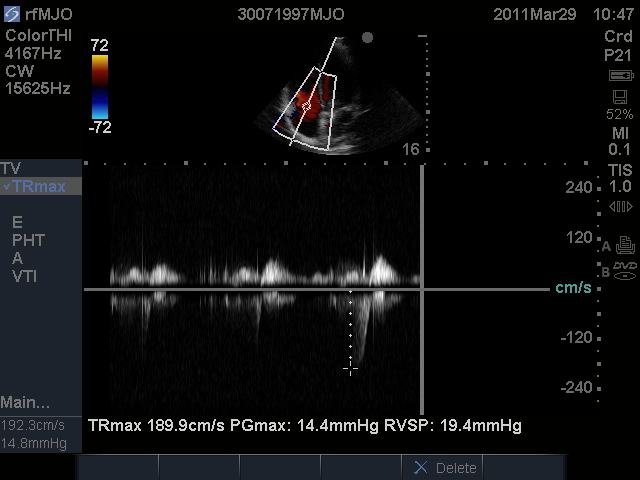 rfMJO 30071997MJO 2011Mar29 10:47
ColorTHI
4167Hz
CW
15625Hz
72
-72
16
Crd
P21
52%
MI
0.1
TIS
1.0
A
B DVD
TV
✓TRmax
E
PHT
A
VTI
Main...
192.3cm/s
14.8mmHg
240
120
cm/s
-120
-240
TRmax 189.9cm/s PGmax: 14.4mmHg RVSP: 19.4mmHg
Delete